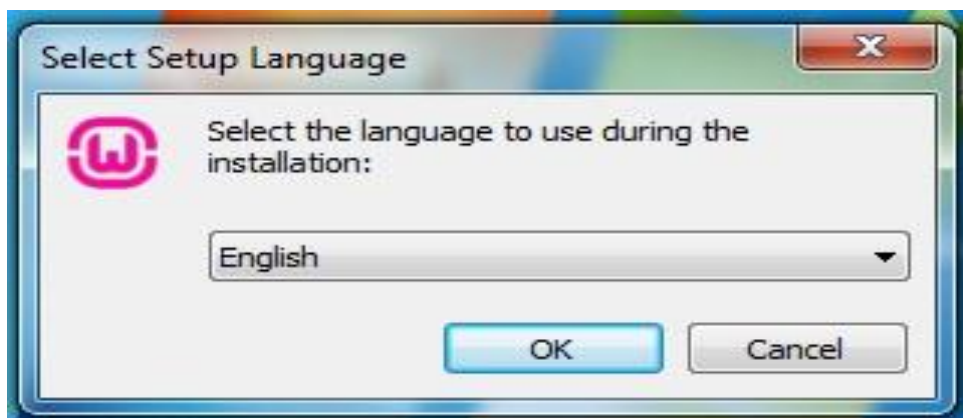 Select Setup Language
Select the language to use during the
installation:
English
OK
Cancel